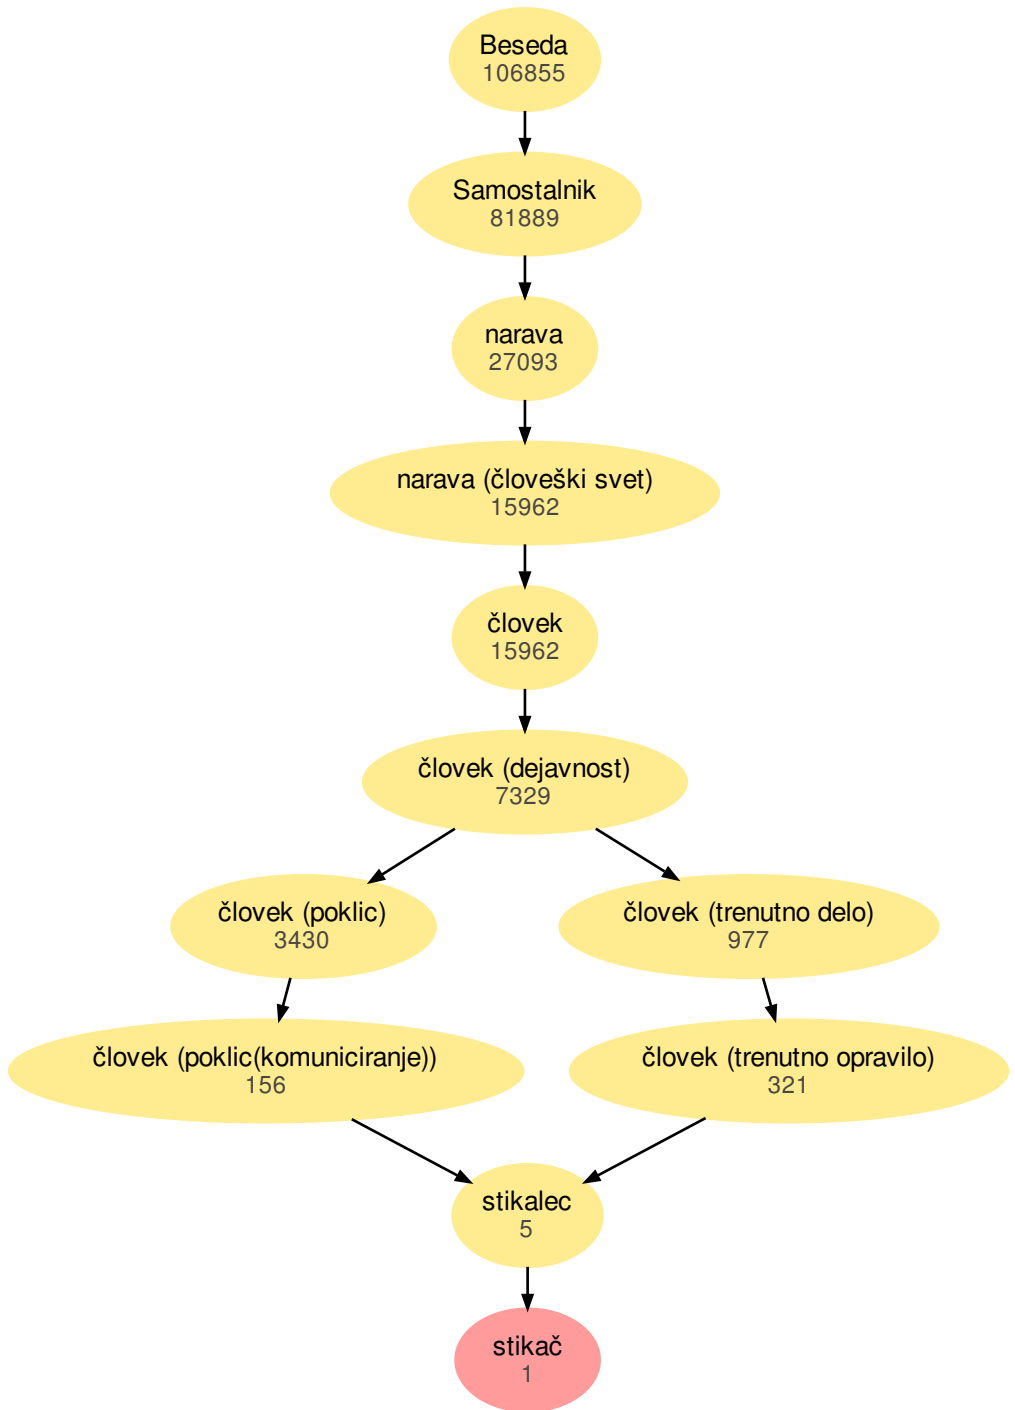 Beseda
106855
Samostalnik
81889
narava
27093
narava (človeški svet)
15962
človek
15962
človek (dejavnost)
7329
človek (poklic)
3430
človek (trenutno delo)
977
človek (poklic(komuniciranje))
156
človek (trenutno opravilo)
321
stikalec
5
stikač
1